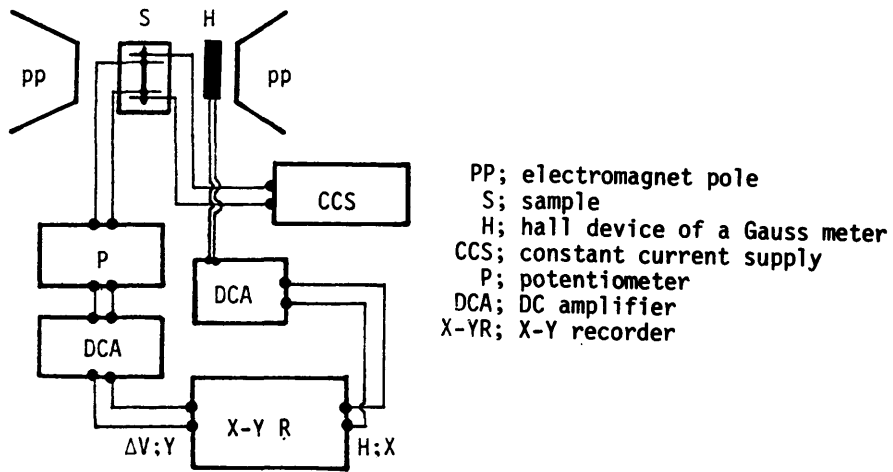 S H
pp pp
CCS
P
DCA
DCA
X-Y R
ΔV;Y H;X
PP; electromagnet pole
S; sample
H; hall device of a Gauss meter
CCS; constant current supply
P; potentiometer
DCA; DC amplifier
X-YR; X-Y recorder